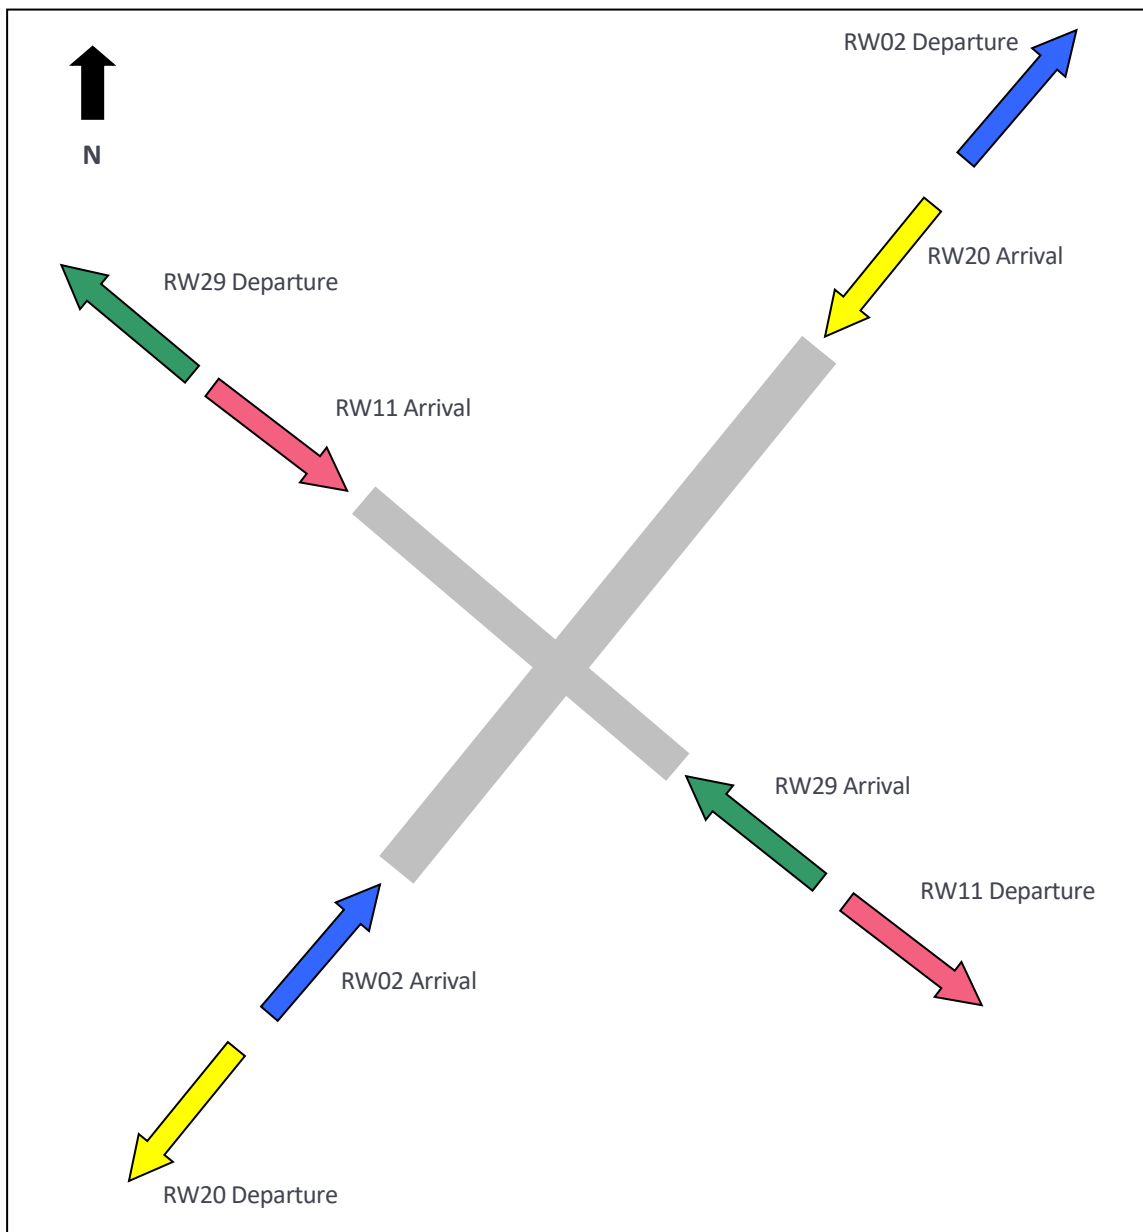 RW02 Departure
N
RW20 Arrival
RW29 Departure
RW11 Arrival
RW29 Arrival
RW11 Departure
RW02 Arrival
RW20 Departure